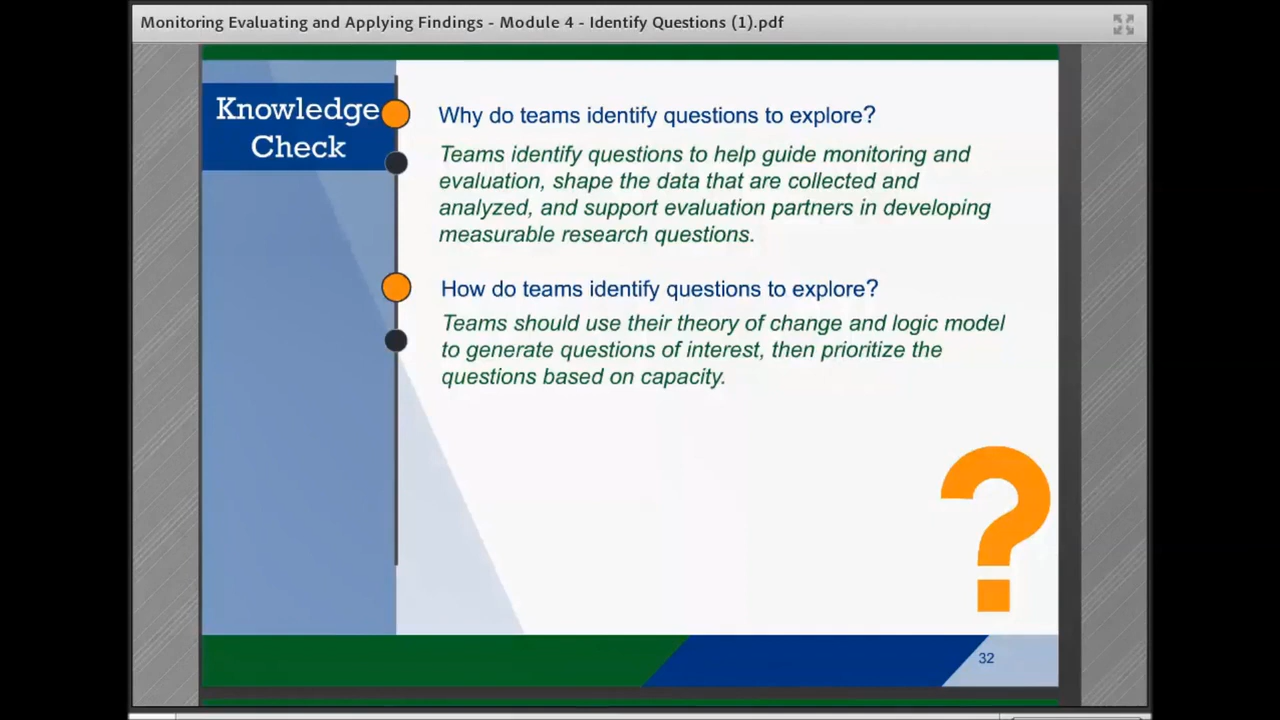 Monitoring Evaluating and Applying Findings - Module 4 - Identify Questions (1).pdf
Knowledge
Check
Why do teams identify questions to explore?
Teams identify questions to help guide monitoring and
evaluation, shape the data that are collected and
analyzed, and support evaluation partners in developing
measurable research questions.
How do teams identify questions to explore?
Teams should use their theory of change and logic model
to generate questions of interest, then prioritize the
questions based on capacity.
?
32